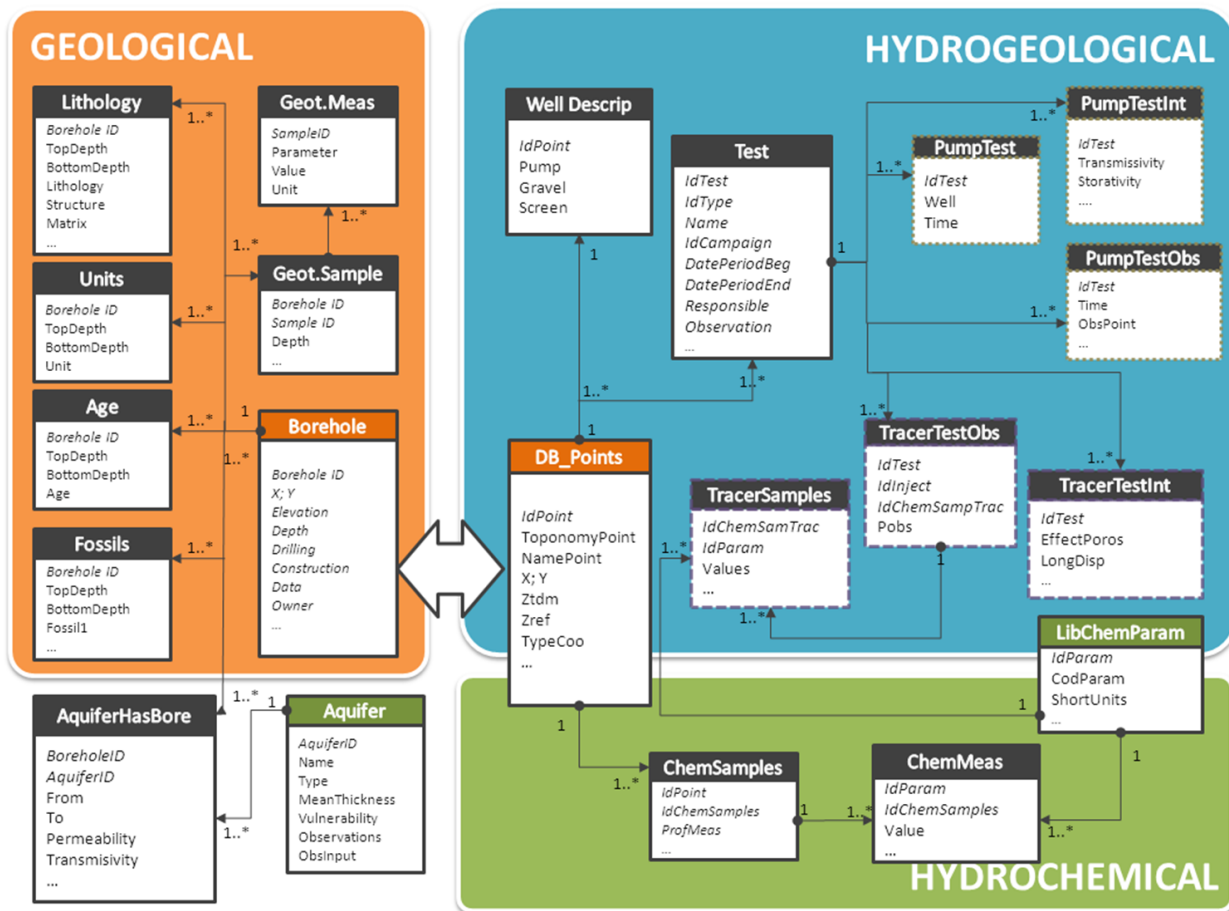 GEOLOGICAL
Lithology
Borehole ID
TopDepth
BottomDepth
Lithology
Structure
Matrix
...
1..*
Geot.Meas
SampleID
Parameter
Value
Unit
1..*
1..*
Geot.Sample
Borehole ID
Sample ID
Depth
...
Units
Borehole ID
TopDepth
BottomDepth
Unit
1..*
Age
Borehole ID
TopDepth
BottomDepth
Age
1..*
1
1..*
Borehole
Borehole ID
X; Y
Elevation
Depth
Drilling
Construction
Data
Owner
...
Fossils
Borehole ID
TopDepth
BottomDepth
Fossil1
...
1..*
AquiferHasBore
BoreholeID
AquiferID
From
To
Permeability
Transmisivity
...
1..*
1
1..*
Aquifer
AquiferID
Name
Type
MeanThickness
Vulnerability
Observations
ObsInput
HYDROGEOLOGICAL
Well Descrip
IdPoint
Pump
Gravel
Screen
1
Test
IdTest
IdType
Name
IdCampaign
DatePeriodBeg
DatePeriodEnd
Responsible
Observation
...
1
1..*
1..*
1
PumpTest
IdTest
Well
Time
1..*
PumpTestInt
IdTest
Transmissivity
Storativity
....
1..*
PumpTestObs
IdTest
Time
ObsPoint
...
1..*
DB_Points
IdPoint
ToponomyPoint
NamePoint
X; Y
Ztdm
Zref
TypeCoo
...
TracerSamples
IdChemSamTrac
IdParam
Values
...
1..*
1..*
TracerTestObs
IdTest
IdInject
IdChemSampTrac
Pobs
1..*
1
TracerTestInt
IdTest
EffectPoros
LongDisp
...
1..*
LibChemParam
IdParam
CodParam
ShortUnits
...
1
1
1
1..*
ChemSamples
IdPoint
IdChemSamples
ProfMeas
...
1
1..*
ChemMeas
IdParam
IdChemSamples
Value
...
1..*
HYDROCHEMICAL